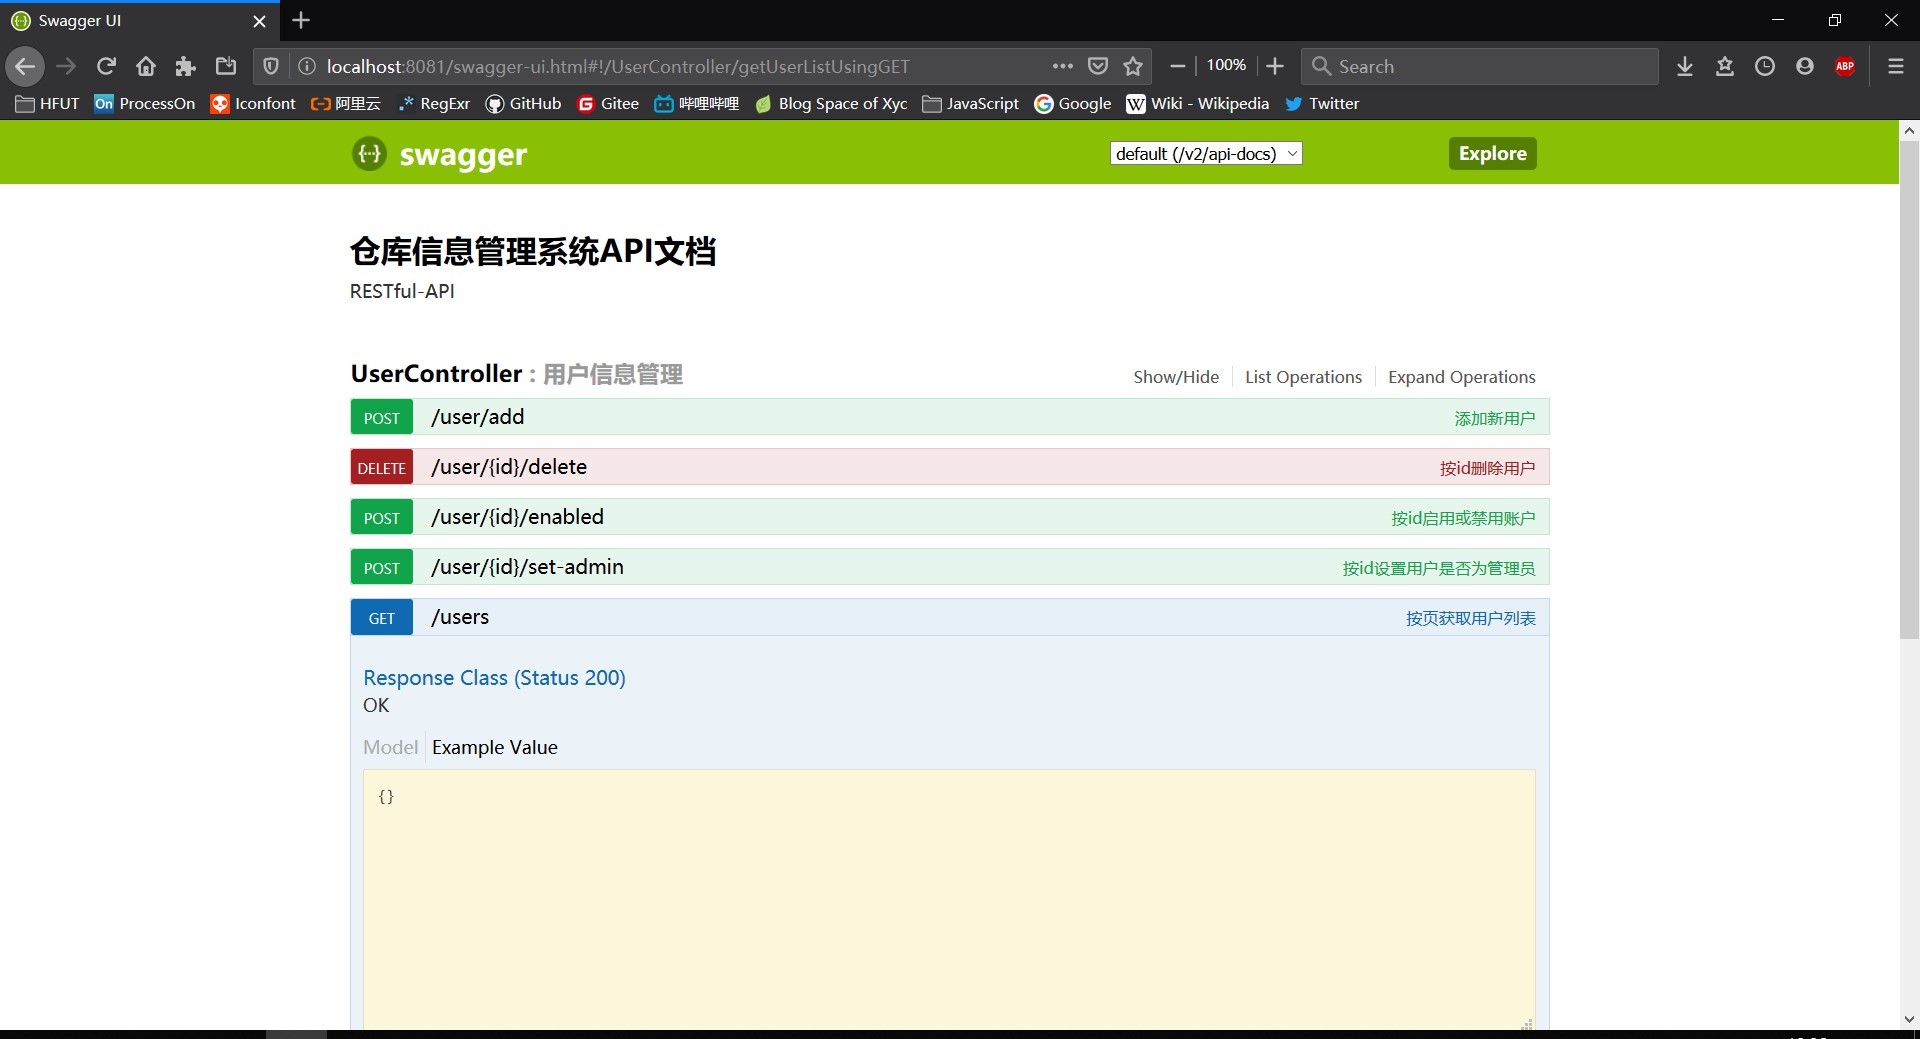 Swagger UI
localhost:8081/swagger-ui.html#!/UserController/getUserListUsingGET
100%
Search
ABP
HFUT
On ProcessOn
Iconfont
阿里云
RegExr
GitHub
G Gitee
哔哩哔哩
Blog Space of Xyc
JavaScript
G Google
W Wiki - Wikipedia
Twitter
{··} swagger
default (/v2/api-docs)
Explore
仓库信息管理系统API文档
RESTful-API
UserController : 用户信息管理
Show/Hide
List Operations
Expand Operations
POST /user/add 添加新用户
DELETE /user/{id}/delete 按id删除用户
POST /user/{id}/enabled 按id启用或禁用账户
POST /user/{id}/set-admin 按id设置用户是否为管理员
GET /users 按页获取用户列表
Response Class (Status 200)
OK
Model Example Value
{}